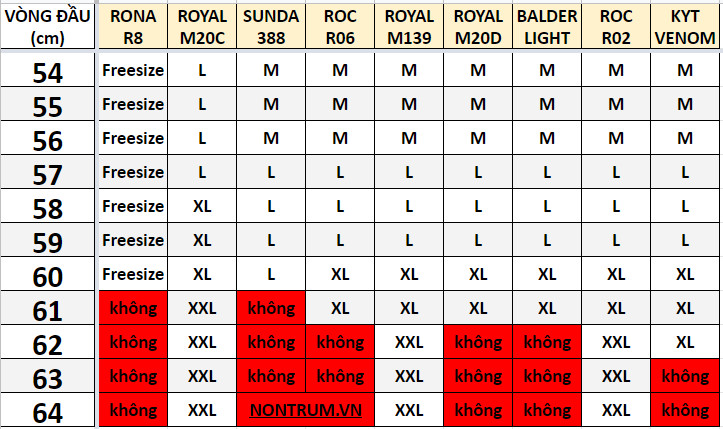 VÒNG ĐẦU (cm) RONA R8 ROYAL M20C SUNDA 388 ROC R06 ROYAL M139 ROYAL M20D BALDER LIGHT ROC R02 KYT VENOM
54 Freesize L M M M M M M M
55 Freesize L M M M M M M M
56 Freesize L M M M M M M M
57 Freesize L L L L L L L L
58 Freesize XL L L L L L L L
59 Freesize XL L L L L L L L
60 Freesize XL L XL XL XL XL XL XL
61 không XXL không XL XL XL XL XL XL
62 không XXL không không XXL không không XXL XL
63 không XXL không không XXL không không XXL không
64 không XXL NONTRUM.VN XXL không không XXL không